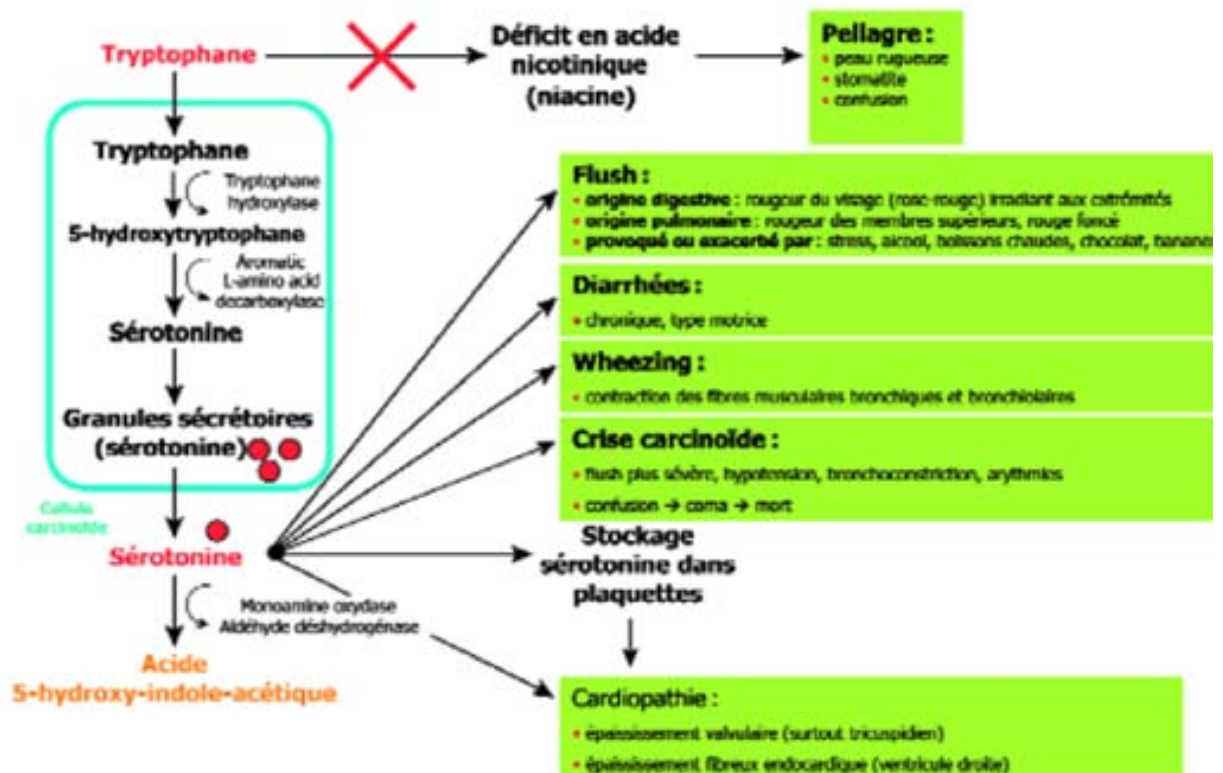 Tryptophane
Déficit en acide
nicotinique
(niacine)
Pellagre :
• peau rugueuse
• stomatite
• confusion
Tryptophane
Tryptophane
hydroxylase
5-hydroxytryptophane
Aromatic
L-amino acid
decarboxylase
Sérotonine
Granules sécrétoires
(sérotonine)
Cellule
carcinoïde
Sérotonine
Monoamine oxydase
Aldéhyde déshydrogénase
Acide
5-hydroxy-indole-acétique
Flush :
• origine digestive : rougeur du visage (rose-rouge) irradiant aux extrémités
• origine pulmonaire : rougeur des membres supérieurs, rouge foncé
• provoqué ou exacerbé par : stress, alcool, boissons chaudes, chocolat, bananes
Diarrhées :
• chronique, type motrice
Wheezing :
• contraction des fibres musculaires bronchiques et bronchiolaires
Crise carcinoïde :
• flush plus sévère, hypotension, bronchoconstriction, arythmies
• confusion → coma → mort
Stockage
sérotonine dans
plaquettes
Cardiopathie :
• épaississement valvulaire (surtout tricuspidien)
• épaississement fibreux endocardique (ventricule droite)